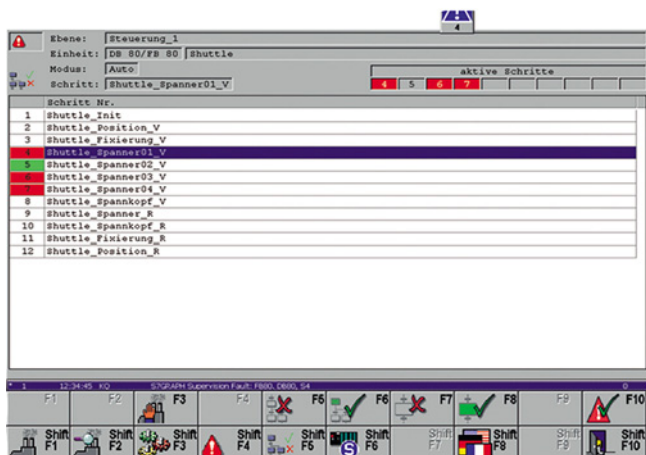 4
Ebene: Steuerung_1
Einheit: DB 80/FB 80 Shuttle
Modus: Auto
aktive Schritte
Schritt: Shuttle_Spanner01_V
4 5 6 7
Schritt Nr.
1 Shuttle_Init
2 Shuttle_Position_V
3 Shuttle_Fixierung_V
4 Shuttle_Spanner01_V
5 Shuttle_Spanner02_V
6 Shuttle_Spanner03_V
7 Shuttle_Spanner04_V
8 Shuttle_Spannkopf_V
9 Shuttle_Spanner_R
10 Shuttle_Spannkopf_R
11 Shuttle_Fixierung_R
12 Shuttle_Position_R
* 1 12:34:45 KQ S7GRAPH Supervision Fault: FB80, DB80, S4 0
F1 F2 F3 F4 F5 F6 F7 F8 F9 F10
Shift Shift Shift Shift Shift Shift Shift Shift Shift Shift
F1 F2 F3 F4 F5 S F6 F7 F8 F9 F10